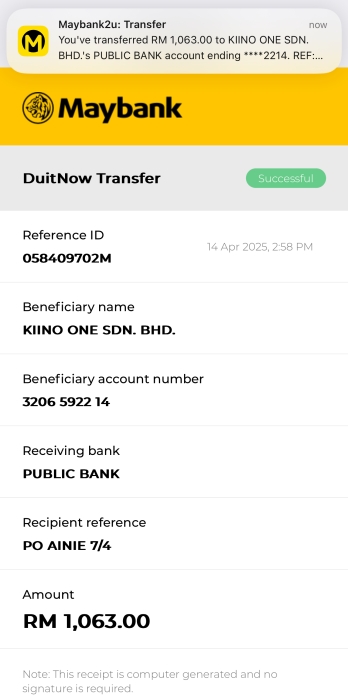 Maybank2u: Transfer
now
You've transferred RM 1,063.00 to KIINO ONE SDN.
BHD.'s PUBLIC BANK account ending ****2214. REF:...
Maybank
DuitNow Transfer
Successful
Reference ID
058409702M
14 Apr 2025, 2:58 PM
Beneficiary name
KIINO ONE SDN. BHD.
Beneficiary account number
3206 5922 14
Receiving bank
PUBLIC BANK
Recipient reference
PO AINIE 7/4
Amount
RM 1,063.00
Note: This receipt is computer generated and no
signature is required.